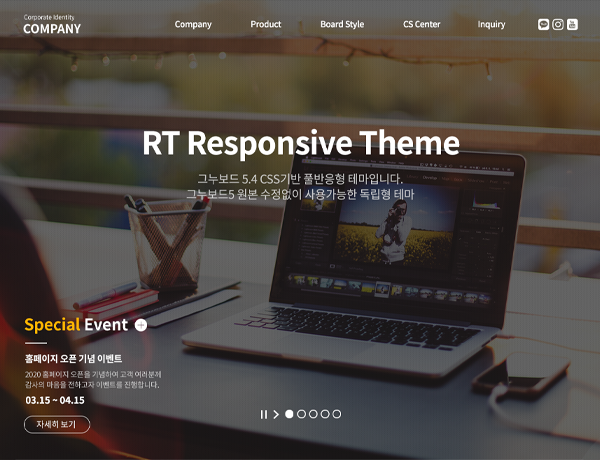 Corporate Identity
COMPANY
Company
Product
Board Style
CS Center
Inquiry
RT Responsive Theme
그누보드 5.4 CSS기반 풀반응형 테마입니다.
그누보드5 원본 수정없이 사용가능한 독립형 테마
Special Event
홈페이지 오픈 기념 이벤트
2020 홈페이지 오픈을 기념하여 고객 여러분께
감사의 마음을 전하고자 이벤트를 진행합니다.
03.15 ~ 04.15
자세히 보기